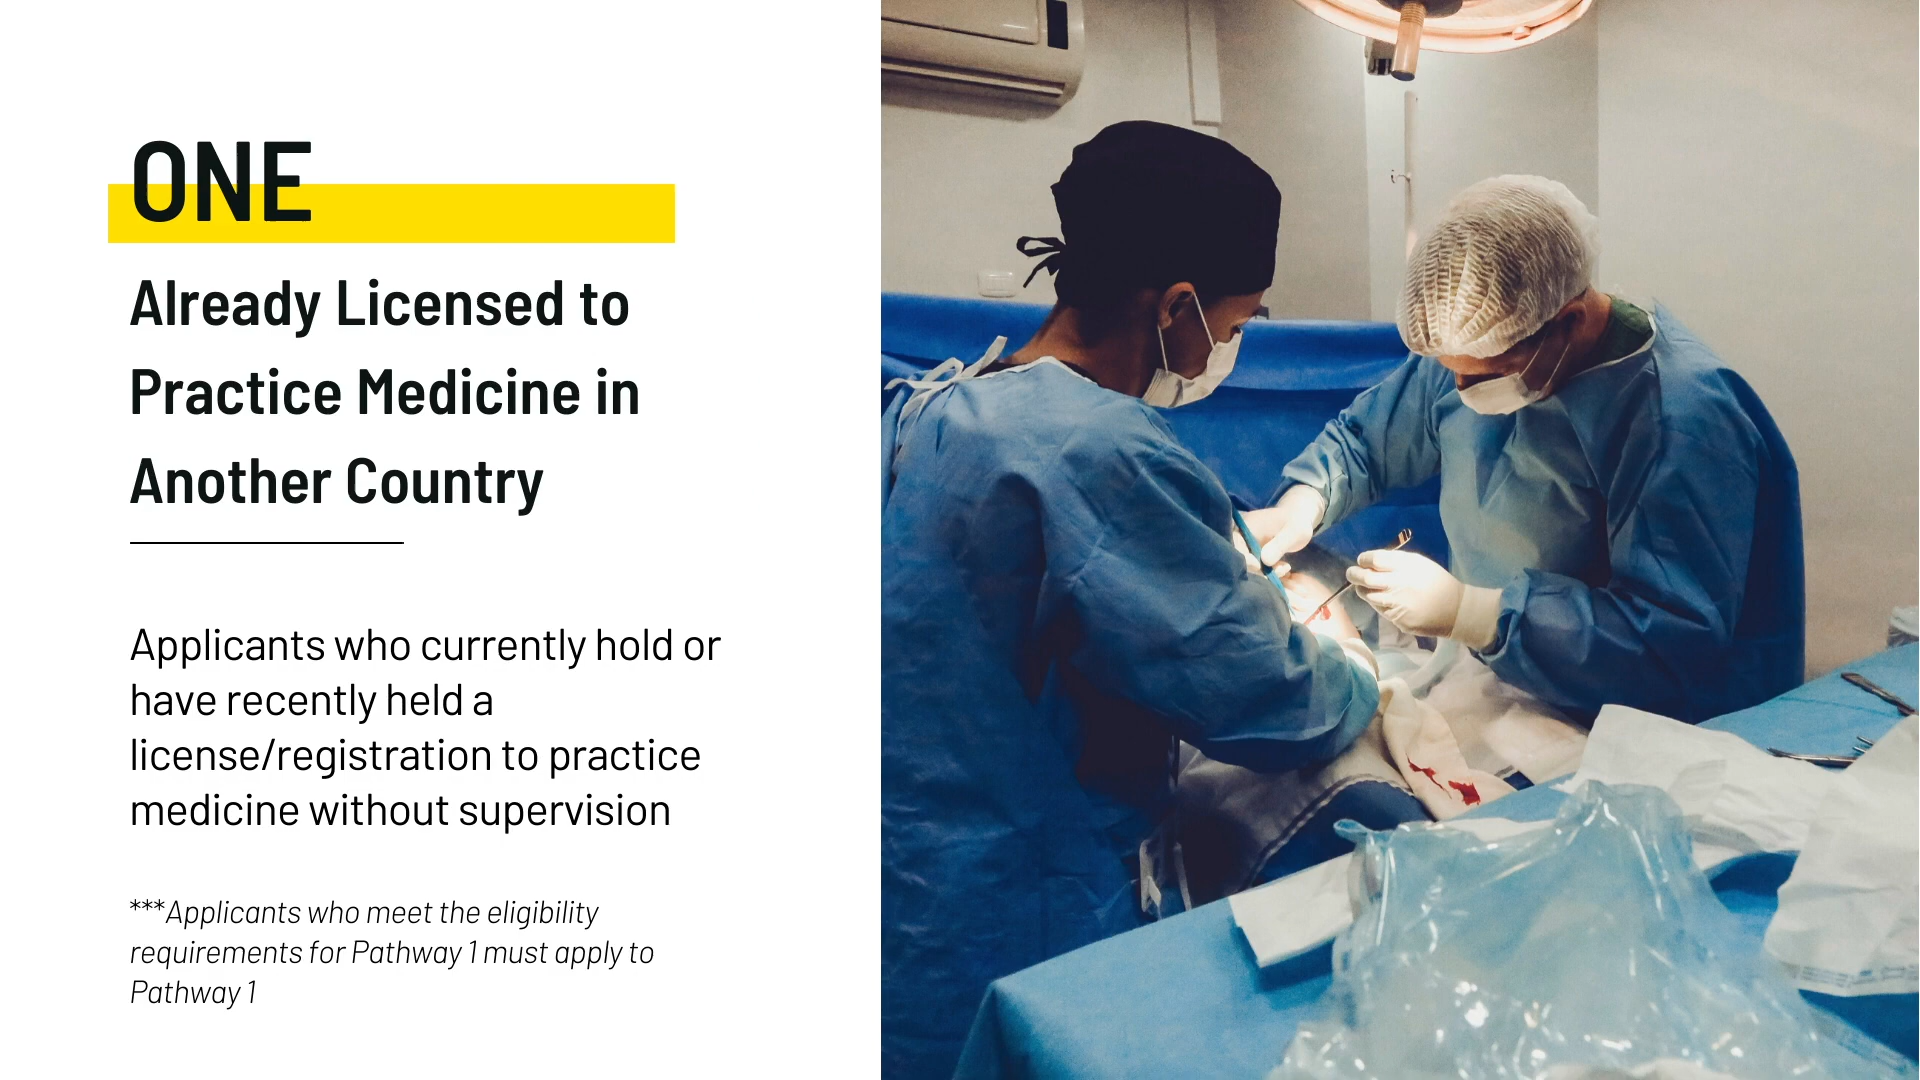 ONE
Already Licensed to
Practice Medicine in
Another Country
Applicants who currently hold or
have recently held a
license/registration to practice
medicine without supervision
***Applicants who meet the eligibility
requirements for Pathway 1 must apply to
Pathway 1